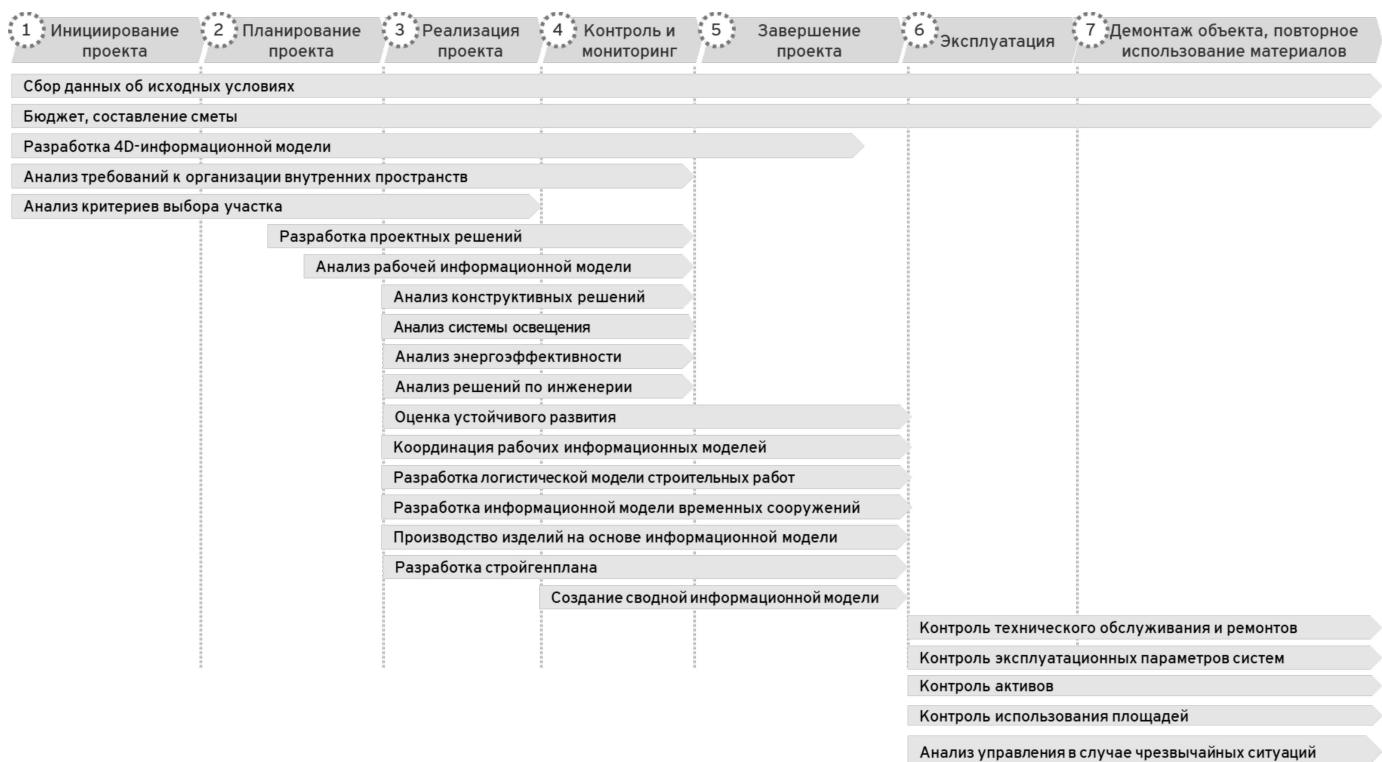 1 Инициирование проекта
2 Планирование проекта
3 Реализация проекта
4 Контроль и мониторинг
5 Завершение проекта
6 Эксплуатация
7 Демонтаж объекта, повторное использование материалов
Сбор данных об исходных условиях
Бюджет, составление сметы
Разработка 4D-информационной модели
Анализ требований к организации внутренних пространств
Анализ критериев выбора участка
Разработка проектных решений
Анализ рабочей информационной модели
Анализ конструктивных решений
Анализ системы освещения
Анализ энергоэффективности
Анализ решений по инженерии
Оценка устойчивого развития
Координация рабочих информационных моделей
Разработка логистической модели строительных работ
Разработка информационной модели временных сооружений
Производство изделий на основе информационной модели
Разработка стройгенплана
Создание сводной информационной модели
Контроль технического обслуживания и ремонтов
Контроль эксплуатационных параметров систем
Контроль активов
Контроль использования площадей
Анализ управления в случае чрезвычайных ситуаций